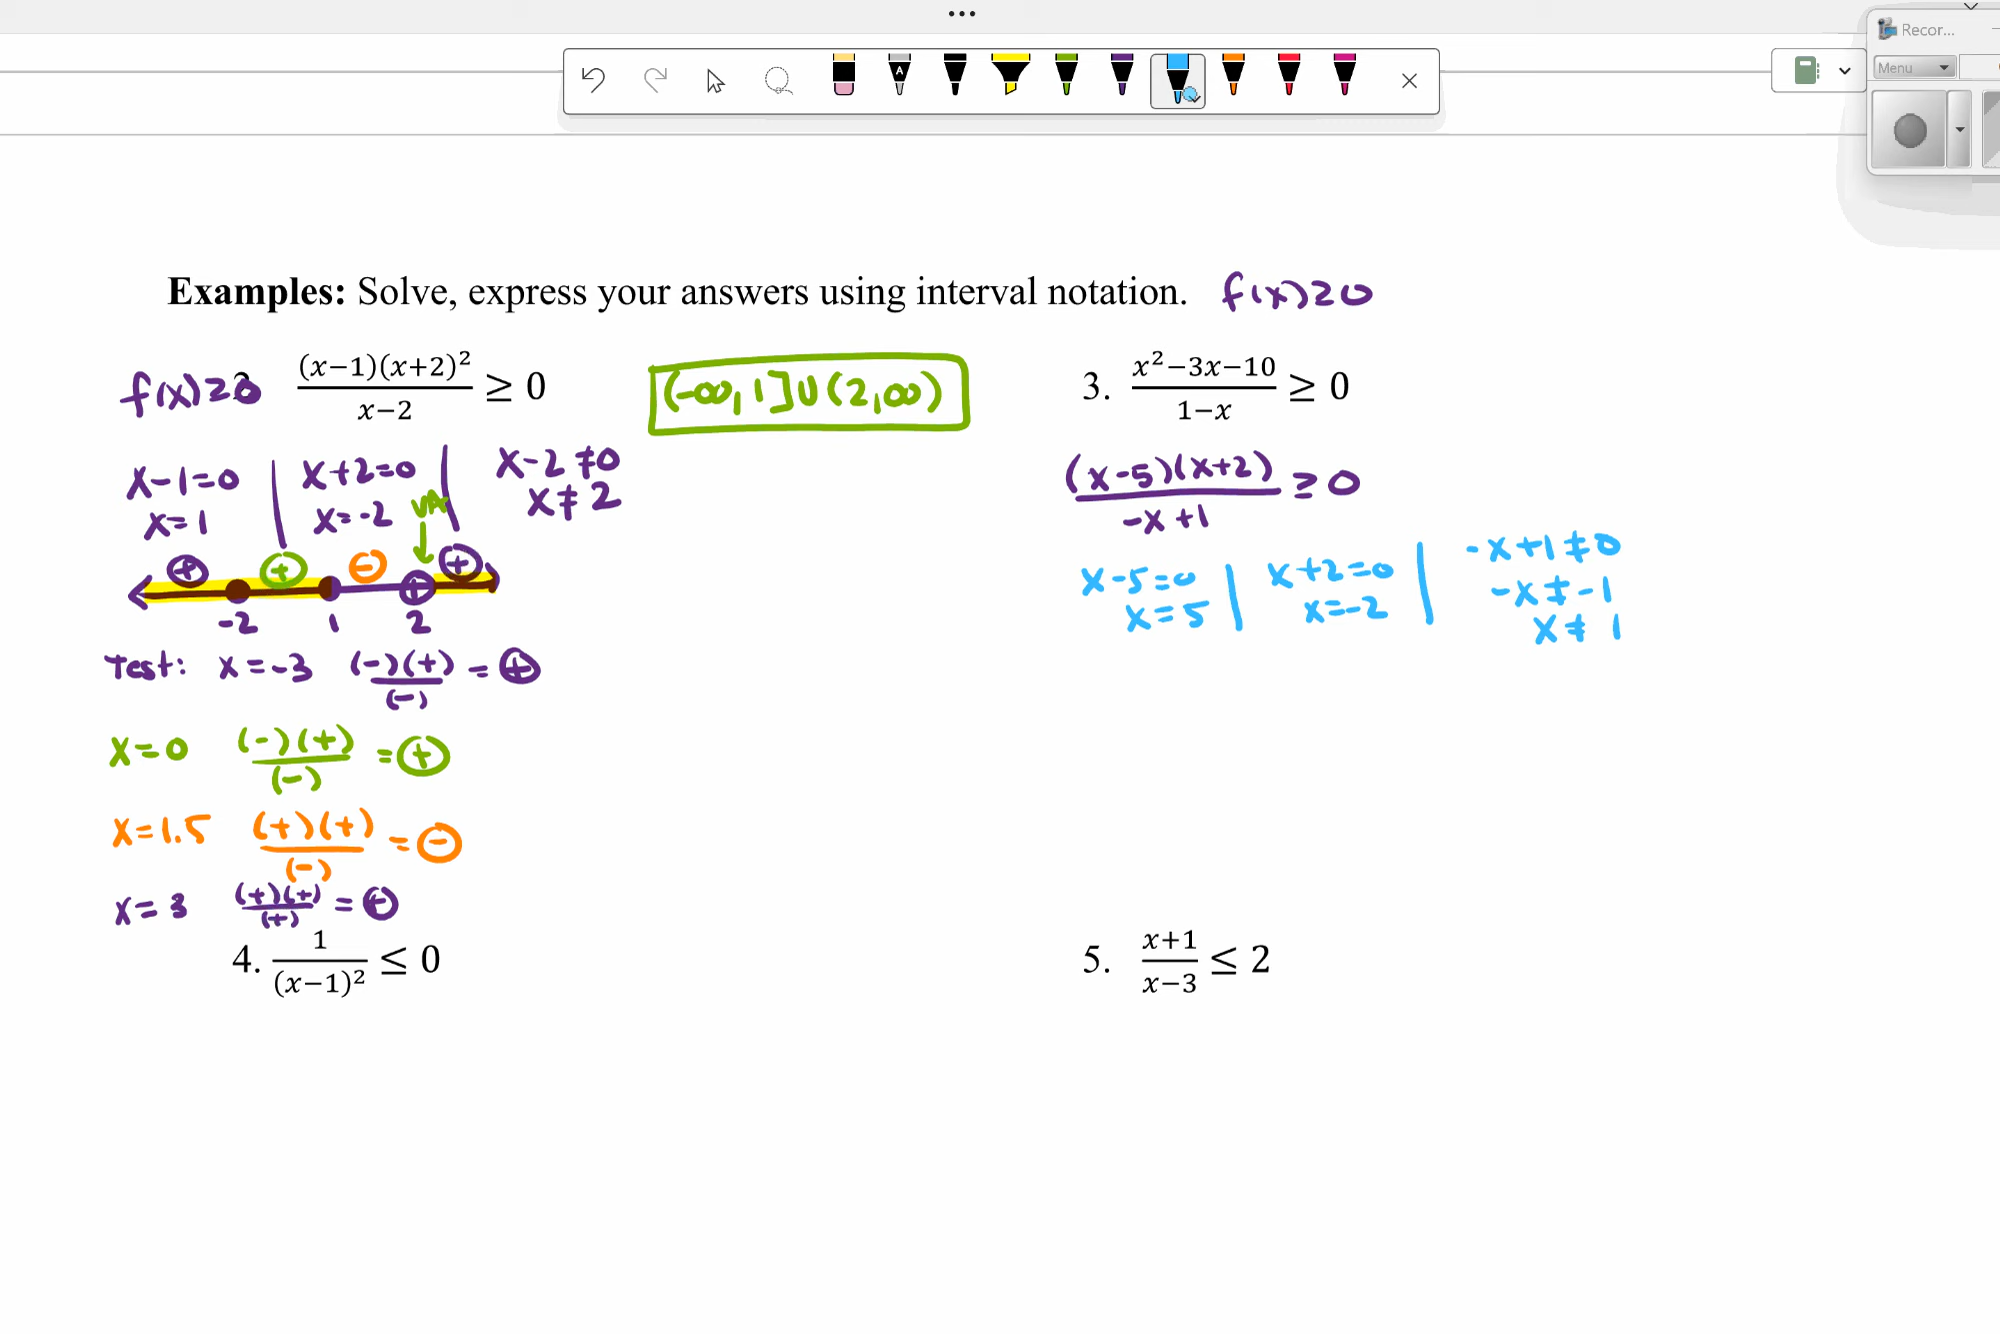 ...
Recor...
Menu
A
Examples: Solve, express your answers using interval notation. f(x)≥0
f(x)≥0 (x−1)(x+2)²/(x−2) ≥ 0
(-∞,1]∪(2,∞)
x-1=0 | x+2=0 | x-2≠0
x=1 x=-2 x≠2
VA
+ + - +
-2 1 2
Test: x=-3 (-)(+)/(-) = +
x=0 (-)(+)/(-) = +
x=1.5 (+)(+)/(-) = -
x=3 (+)(+)/(+) = +
3. (x²−3x−10)/(1−x) ≥ 0
(x-5)(x+2)/(-x+1) ≥ 0
x-5=0 | x+2=0 | -x+1≠0
x=5 x=-2 -x≠-1
x≠1
4. 1/(x−1)² ≤ 0
5. (x+1)/(x−3) ≤ 2